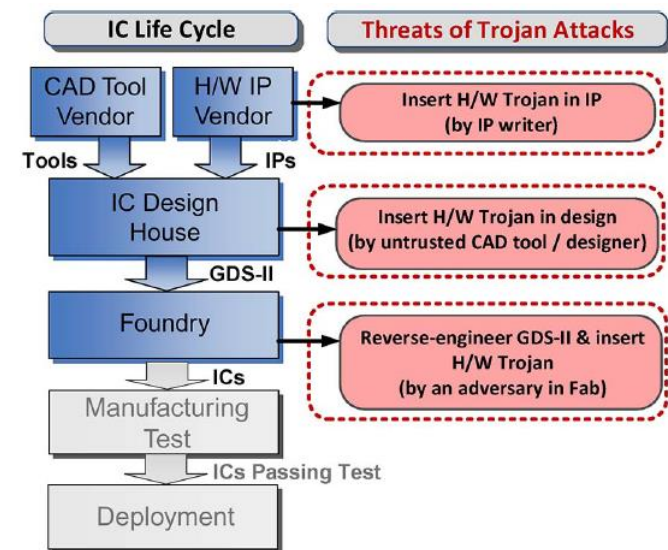 IC Life Cycle
Threats of Trojan Attacks
CAD Tool
Vendor
H/W IP
Vendor
Insert H/W Trojan in IP
(by IP writer)
Tools
IPs
IC Design
House
Insert H/W Trojan in design
(by untrusted CAD tool / designer)
GDS-II
Foundry
Reverse-engineer GDS-II & insert
H/W Trojan
(by an adversary in Fab)
ICs
Manufacturing
Test
ICs Passing Test
Deployment